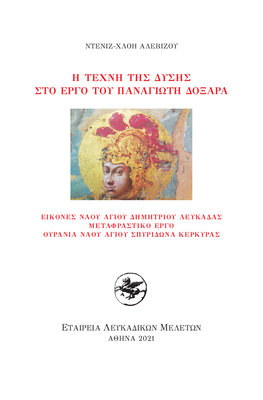 ΝΤΕΝΙΖ-ΧΛΟΗ ΑΛΕΒΙΖΟΥ
Η ΤΕΧΝΗ ΤΗΣ ΔΥΣΗΣ
ΣΤΟ ΕΡΓΟ ΤΟΥ ΠΑΝΑΓΙΩΤΗ ΔΟΞΑΡΑ
ΕΙΚΟΝΕΣ ΝΑΟΥ ΑΓΙΟΥ ΔΗΜΗΤΡΙΟΥ ΛΕΥΚΑΔΑΣ
ΜΕΤΑΦΡΑΣΤΙΚΟ ΕΡΓΟ
ΟΥΡΑΝΙΑ ΝΑΟΥ ΑΓΙΟΥ ΣΠΥΡΙΔΩΝΑ ΚΕΡΚΥΡΑΣ
ΕΤΑΙΡΕΙΑ ΛΕΥΚΑΔΙΚΩΝ ΜΕΛΕΤΩΝ
ΑΘΗΝΑ 2021